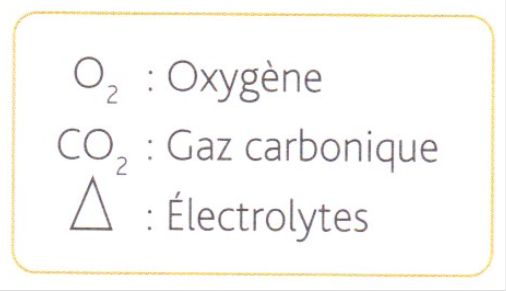 O₂ : Oxygène
CO₂ : Gaz carbonique
△ : Électrolytes